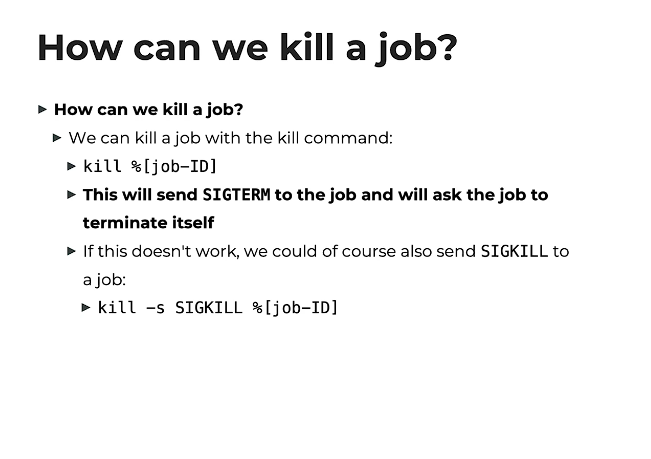 How can we kill a job?
How can we kill a job?
We can kill a job with the kill command:
kill %[job-ID]
This will send SIGTERM to the job and will ask the job to
terminate itself
If this doesn't work, we could of course also send SIGKILL to
a job:
kill -s SIGKILL %[job-ID]